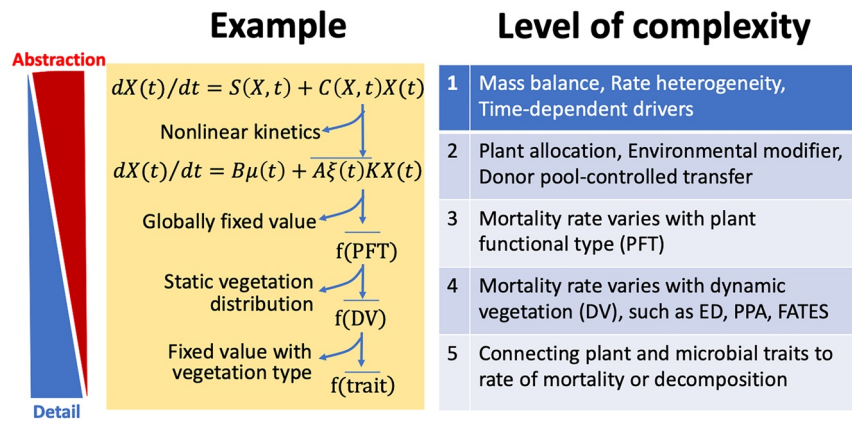 Example
Level of complexity
Abstraction
dX(t)/dt = S(X,t) + C(X,t)X(t)
Nonlinear kinetics
dX(t)/dt = Bμ(t) + Aξ(t)KX(t)
Globally fixed value
f(PFT)
Static vegetation
distribution
f(DV)
Fixed value with
vegetation type
f(trait)
Detail
1 Mass balance, Rate heterogeneity,
Time-dependent drivers
2 Plant allocation, Environmental modifier,
Donor pool-controlled transfer
3 Mortality rate varies with plant
functional type (PFT)
4 Mortality rate varies with dynamic
vegetation (DV), such as ED, PPA, FATES
5 Connecting plant and microbial traits to
rate of mortality or decomposition